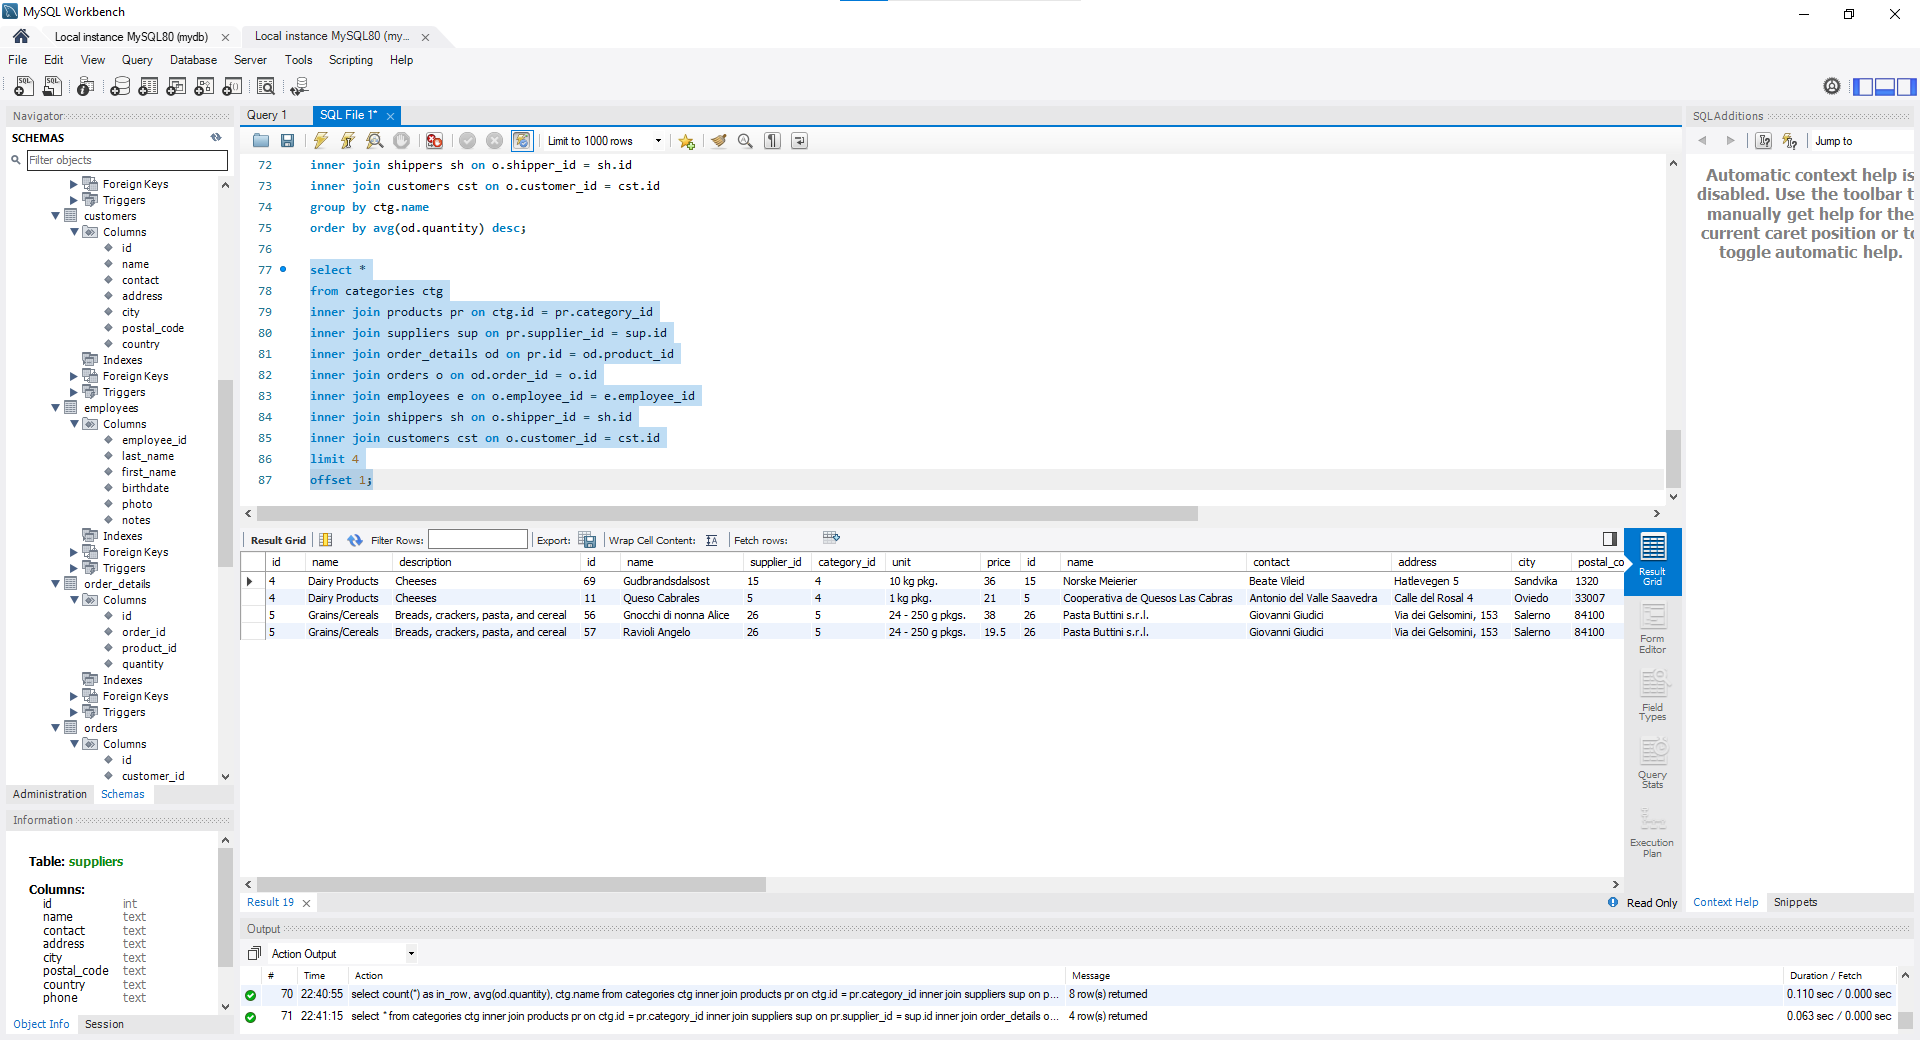 MySQL Workbench
Local instance MySQL80 (mydb)
Local instance MySQL80 (my...
File Edit View Query Database Server Tools Scripting Help
Navigator
SCHEMAS
Filter objects
Foreign Keys
Triggers
customers
Columns
id
name
contact
address
city
postal_code
country
Indexes
Foreign Keys
Triggers
employees
Columns
employee_id
last_name
first_name
birthdate
photo
notes
Indexes
Foreign Keys
Triggers
order_details
Columns
id
order_id
product_id
quantity
Indexes
Foreign Keys
Triggers
orders
Columns
id
customer_id
Administration Schemas
Information
Table: suppliers
Columns:
id int
name text
contact text
address text
city text
postal_code text
country text
phone text
Object Info Session
Query 1 SQL File 1*
Limit to 1000 rows
72 inner join shippers sh on o.shipper_id = sh.id
73 inner join customers cst on o.customer_id = cst.id
74 group by ctg.name
75 order by avg(od.quantity) desc;
76
77 select *
78 from categories ctg
79 inner join products pr on ctg.id = pr.category_id
80 inner join suppliers sup on pr.supplier_id = sup.id
81 inner join order_details od on pr.id = od.product_id
82 inner join orders o on od.order_id = o.id
83 inner join employees e on o.employee_id = e.employee_id
84 inner join shippers sh on o.shipper_id = sh.id
85 inner join customers cst on o.customer_id = cst.id
86 limit 4
87 offset 1;
Result Grid Filter Rows: Export: Wrap Cell Content: Fetch rows:
id name description id name supplier_id category_id unit price id name contact address city postal_co
4 Dairy Products Cheeses 69 Gudbrandsdalsost 15 4 10 kg pkg. 36 15 Norske Meierier Beate Vileid Hatlevegen 5 Sandvika 1320
4 Dairy Products Cheeses 11 Queso Cabrales 5 4 1 kg pkg. 21 5 Cooperativa de Quesos Las Cabras Antonio del Valle Saavedra Calle del Rosal 4 Oviedo 33007
5 Grains/Cereals Breads, crackers, pasta, and cereal 56 Gnocchi di nonna Alice 26 5 24 - 250 g pkgs. 38 26 Pasta Buttini s.r.l. Giovanni Giudici Via dei Gelsomini, 153 Salerno 84100
5 Grains/Cereals Breads, crackers, pasta, and cereal 57 Ravioli Angelo 26 5 24 - 250 g pkgs. 19.5 26 Pasta Buttini s.r.l. Giovanni Giudici Via dei Gelsomini, 153 Salerno 84100
Result
Grid
Form
Editor
Field
Types
Query
Stats
Execution
Plan
Result 19
Read Only
SQLAdditions
Jump to
Automatic context help is
disabled. Use the toolbar t
manually get help for the
current caret position or to
toggle automatic help.
Context Help Snippets
Output
Action Output
# Time Action Message Duration / Fetch
70 22:40:55 select count(*) as in_row, avg(od.quantity), ctg.name from categories ctg inner join products pr on ctg.id = pr.category_id inner join suppliers sup on p... 8 row(s) returned 0.110 sec / 0.000 sec
71 22:41:15 select * from categories ctg inner join products pr on ctg.id = pr.category_id inner join suppliers sup on pr.supplier_id = sup.id inner join order_details o... 4 row(s) returned 0.063 sec / 0.000 sec